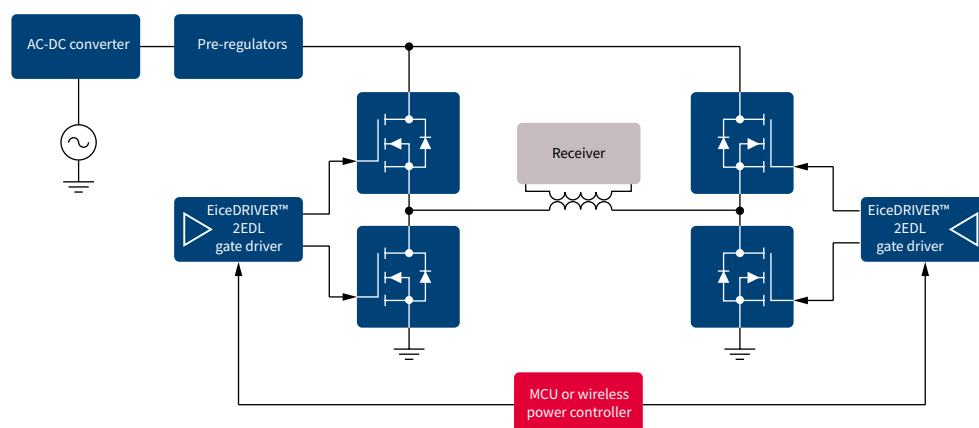 AC-DC converter
Pre-regulators
Receiver
EiceDRIVER™
2EDL
gate driver
EiceDRIVER™
2EDL
gate driver
MCU or wireless
power controller